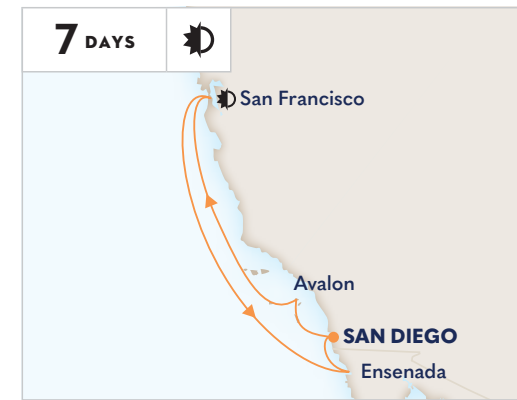 7 DAYS
San Francisco
Avalon
SAN DIEGO
Ensenada